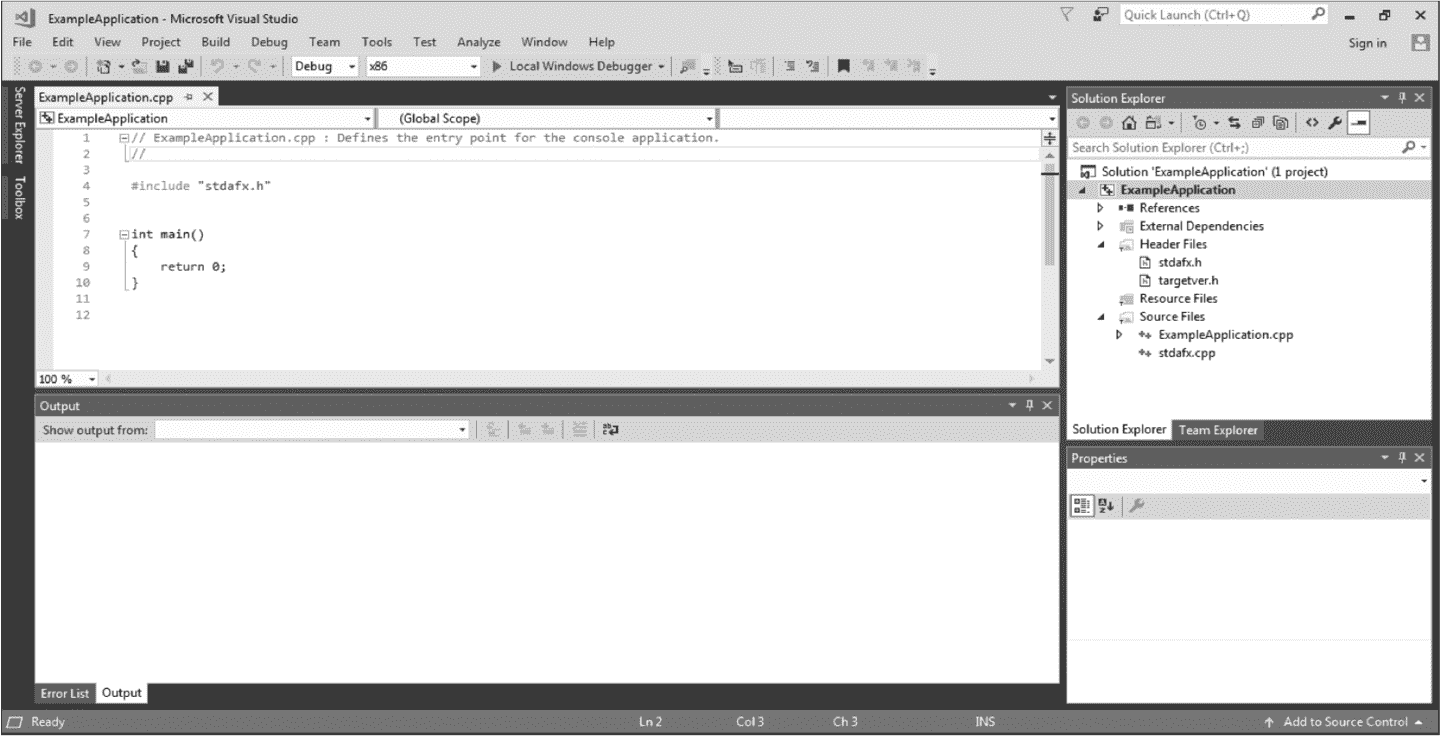 ExampleApplication - Microsoft Visual Studio
Quick Launch (Ctrl+Q)
File Edit View Project Build Debug Team Tools Test Analyze Window Help
Sign in
Debug x86 Local Windows Debugger
Server Explorer
Toolbox
ExampleApplication.cpp
ExampleApplication (Global Scope)
1 // ExampleApplication.cpp : Defines the entry point for the console application.
2 //
3
4 #include "stdafx.h"
5
6
7 int main()
8 {
9 return 0;
10 }
11
12
100 %
Output
Show output from:
Error List Output
Solution Explorer
Search Solution Explorer (Ctrl+;)
Solution 'ExampleApplication' (1 project)
ExampleApplication
References
External Dependencies
Header Files
stdafx.h
targetver.h
Resource Files
Source Files
ExampleApplication.cpp
stdafx.cpp
Solution Explorer Team Explorer
Properties
Ready Ln 2 Col 3 Ch 3 INS Add to Source Control